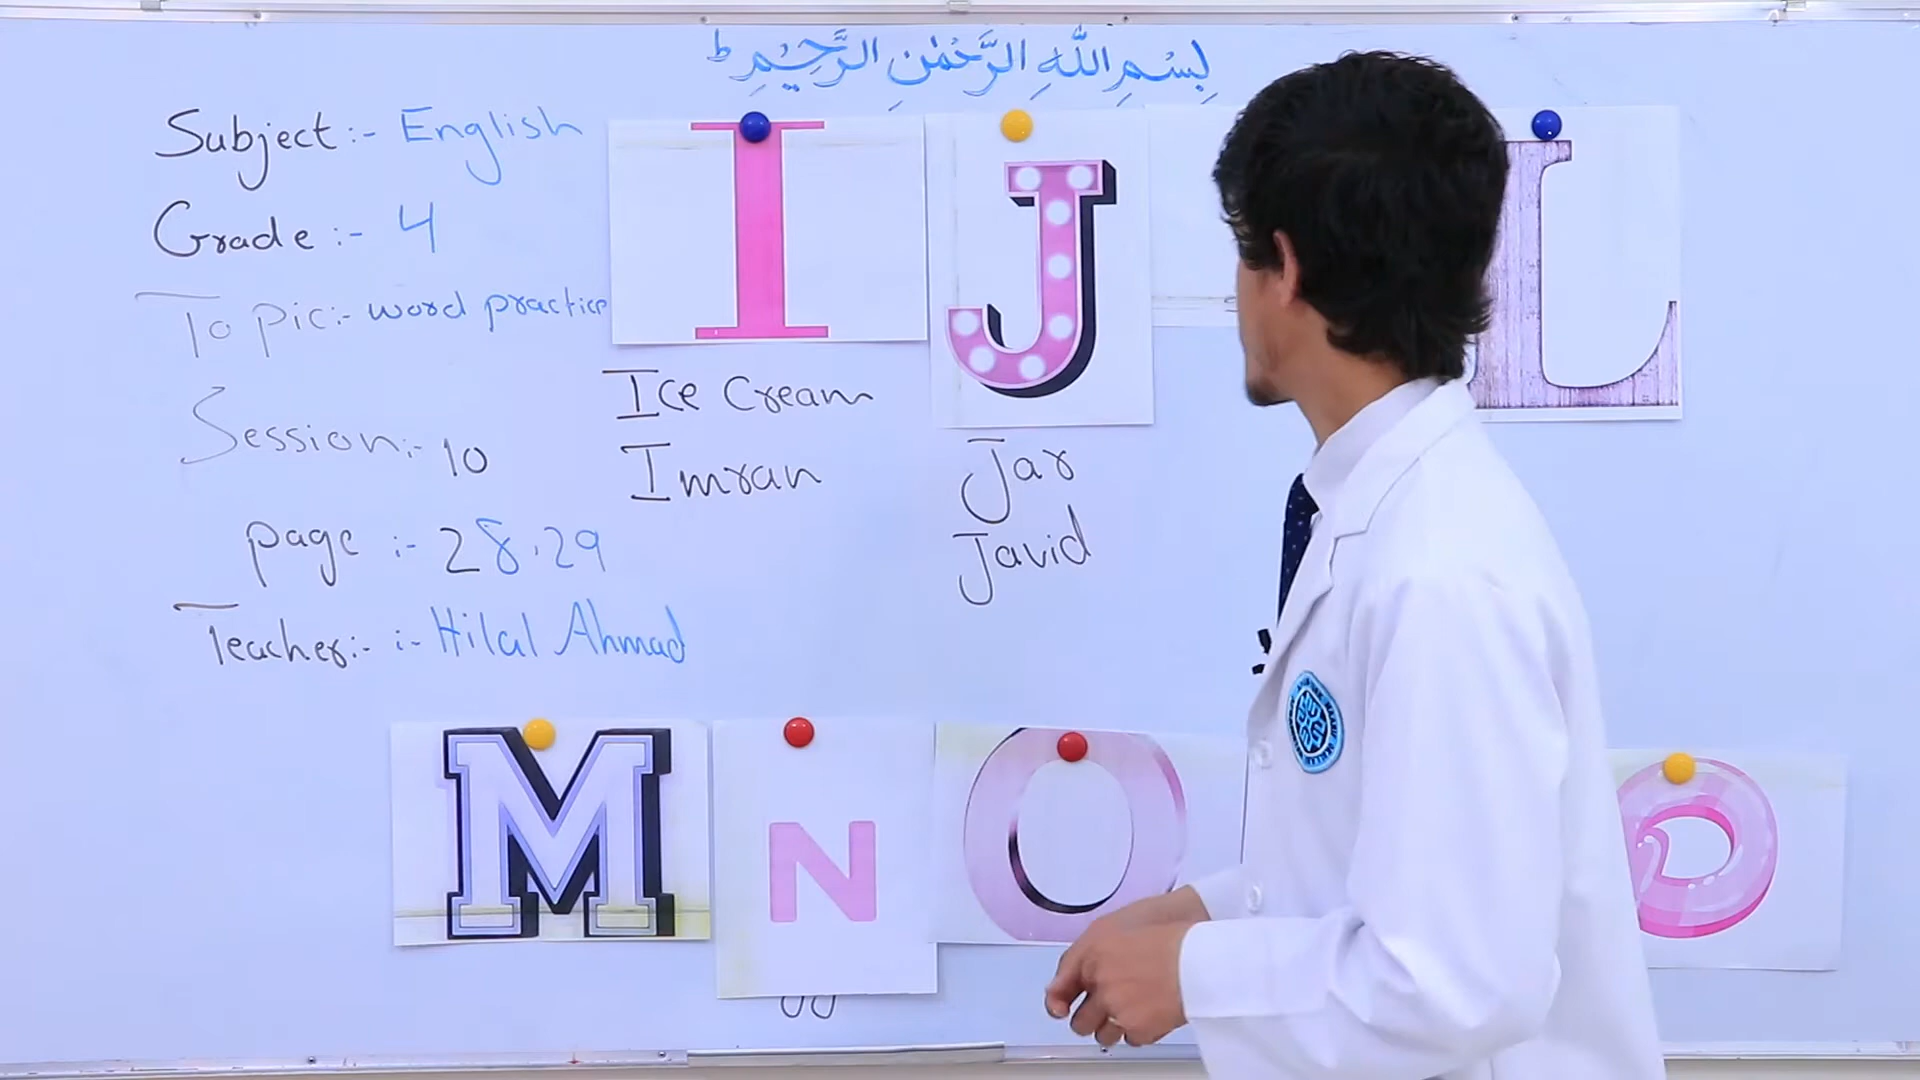 بِسْمِ اللَّهِ الرَّحْمٰنِ الرَّحِيْمِ ط
Subject:- English
Grade:- 4
Topic:- word practice
Session:- 10
page :- 28.29
Teacher:- :- Hilal Ahmad
I
Ice Cream
Imran
J
Jar
Javid
L
M
N
O